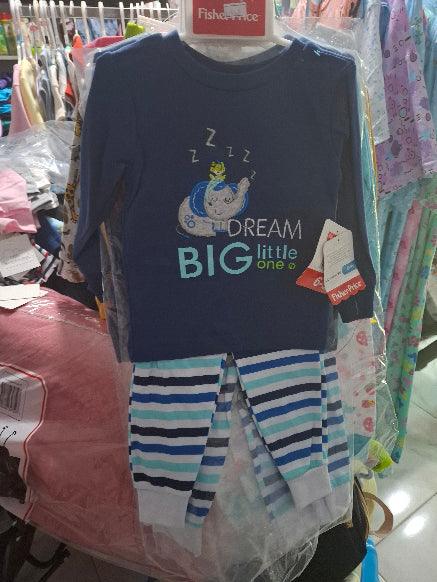 Fisher-Price
Z
Z
Z
Z
Z
DREAM
BIG little
one
Fisher-Price